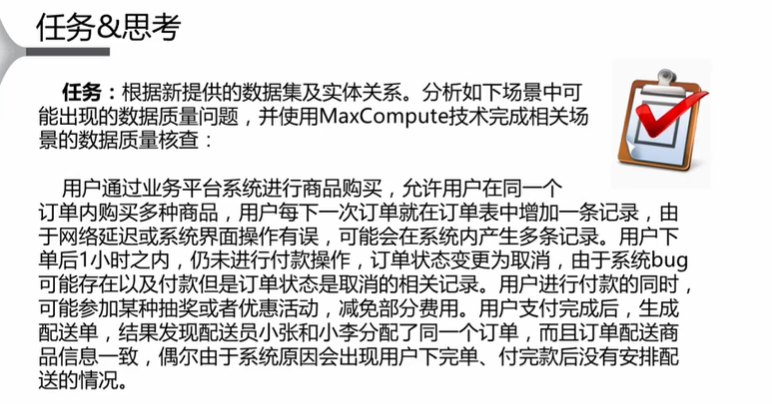 任务&思考
任务：根据新提供的数据集及实体关系。分析如下场景中可
能出现的数据质量问题，并使用MaxCompute技术完成相关场
景的数据质量核查：
用户通过业务平台系统进行商品购买，允许用户在同一个
订单内购买多种商品，用户每下一次订单就在订单表中增加一条记录，由
于网络延迟或系统界面操作有误，可能会在系统内产生多条记录。用户下
单后1小时之内，仍未进行付款操作，订单状态变更为取消，由于系统bug
可能存在以及付款但是订单状态是取消的相关记录。用户进行付款的同时，
可能参加某种抽奖或者优惠活动，减免部分费用。用户支付完成后，生成
配送单，结果发现配送员小张和小李分配了同一个订单，而且订单配送商
品信息一致，偶尔由于系统原因会出现用户下完单、付完款后没有安排配
送的情况。